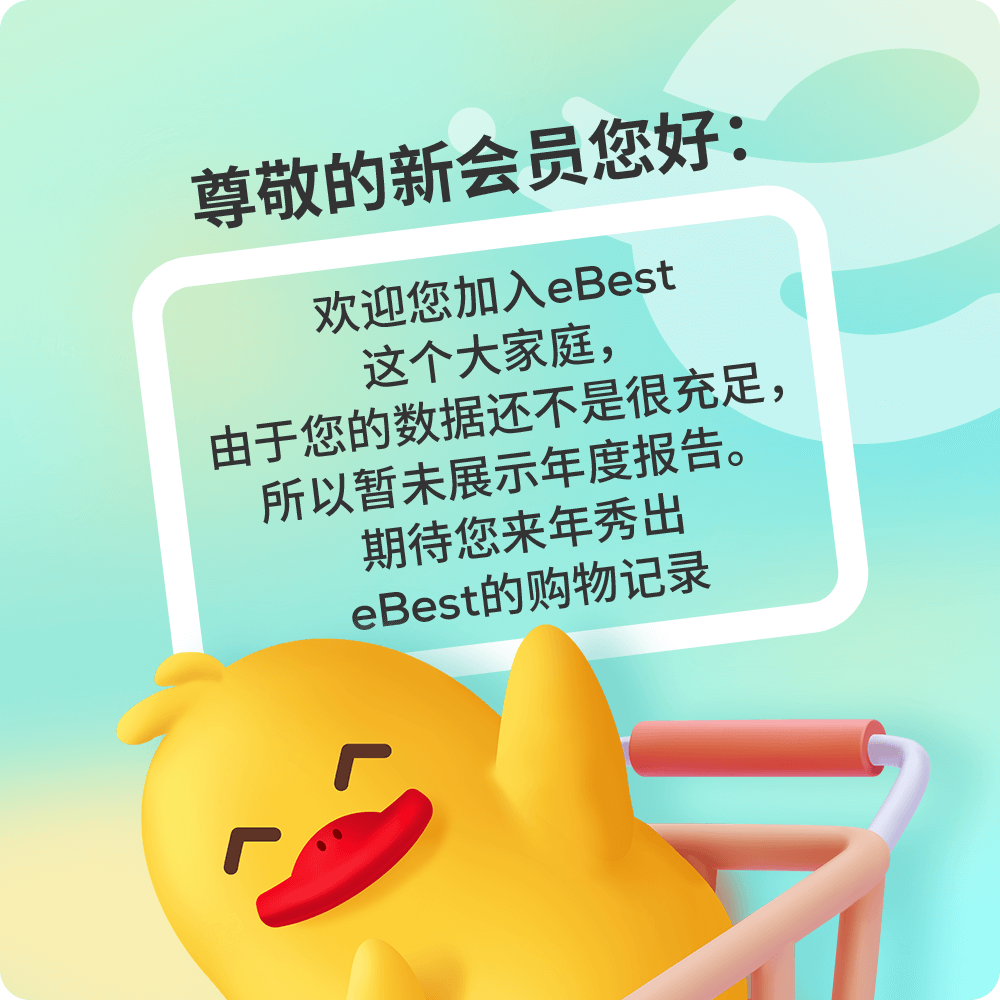 尊敬的新会员您好：
欢迎您加入eBest
这个大家庭，
由于您的数据还不是很充足，
所以暂未展示年度报告。
期待您来年秀出
eBest的购物记录